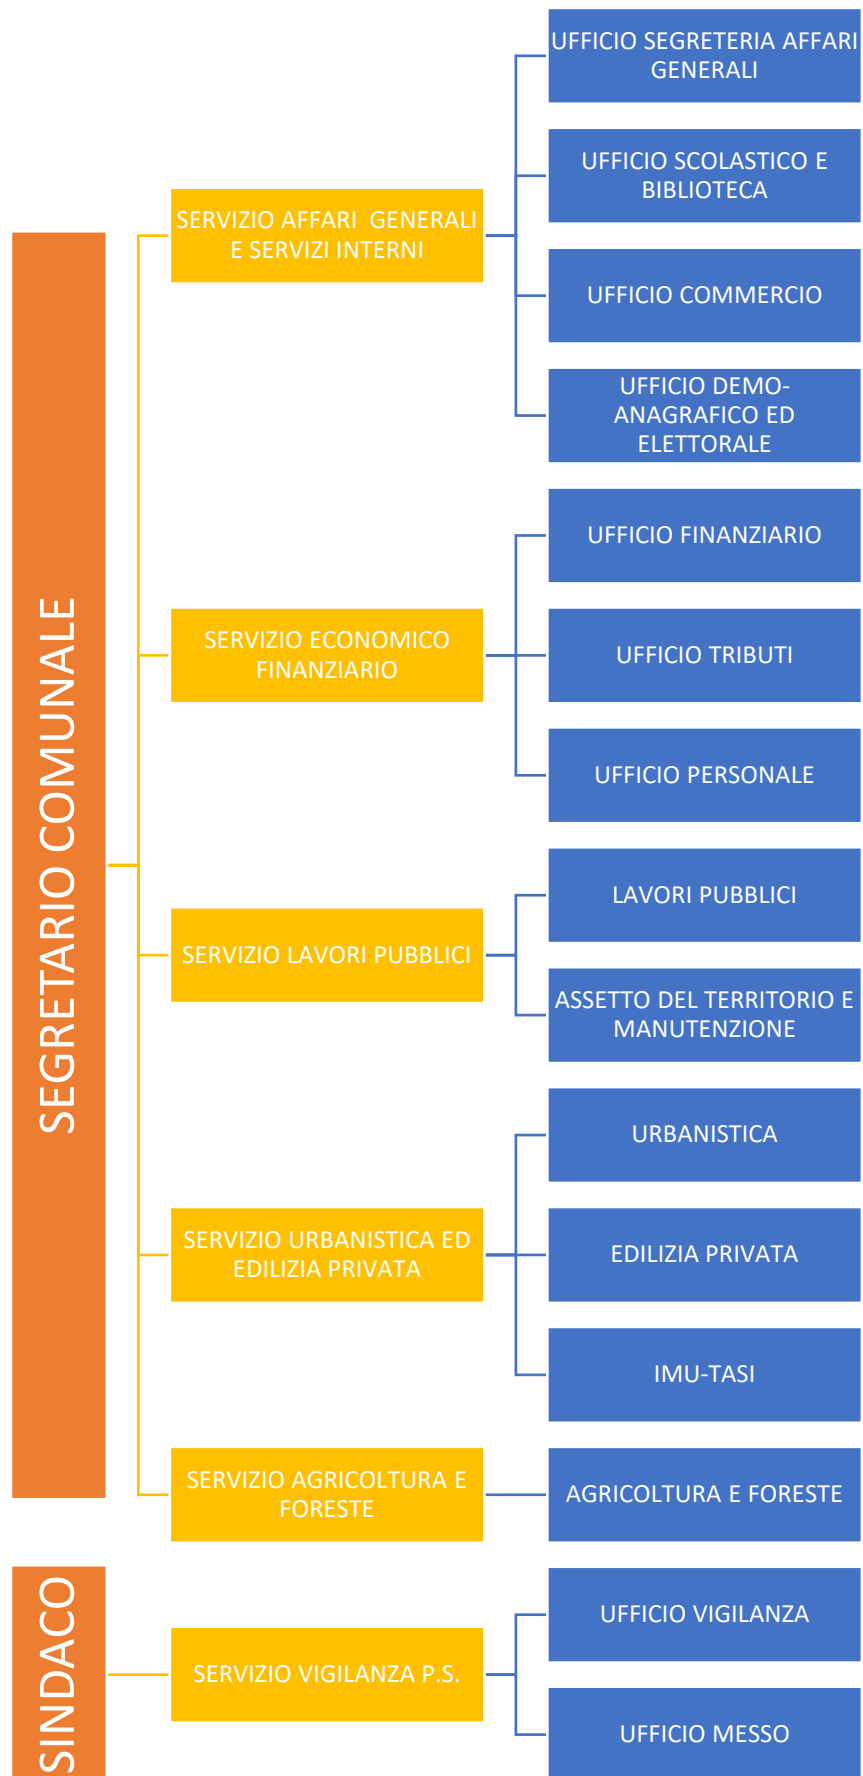 SEGRETARIO COMUNALE
SERVIZIO AFFARI GENERALI
E SERVIZI INTERNI
UFFICIO SEGRETERIA AFFARI
GENERALI
UFFICIO SCOLASTICO E
BIBLIOTECA
UFFICIO COMMERCIO
UFFICIO DEMO-
ANAGRAFICO ED
ELETTORALE
SERVIZIO ECONOMICO
FINANZIARIO
UFFICIO FINANZIARIO
UFFICIO TRIBUTI
UFFICIO PERSONALE
SERVIZIO LAVORI PUBBLICI
LAVORI PUBBLICI
ASSETTO DEL TERRITORIO E
MANUTENZIONE
SERVIZIO URBANISTICA ED
EDILIZIA PRIVATA
URBANISTICA
EDILIZIA PRIVATA
IMU-TASI
SERVIZIO AGRICOLTURA E
FORESTE
AGRICOLTURA E FORESTE
SINDACO
SERVIZIO VIGILANZA P.S.
UFFICIO VIGILANZA
UFFICIO MESSO